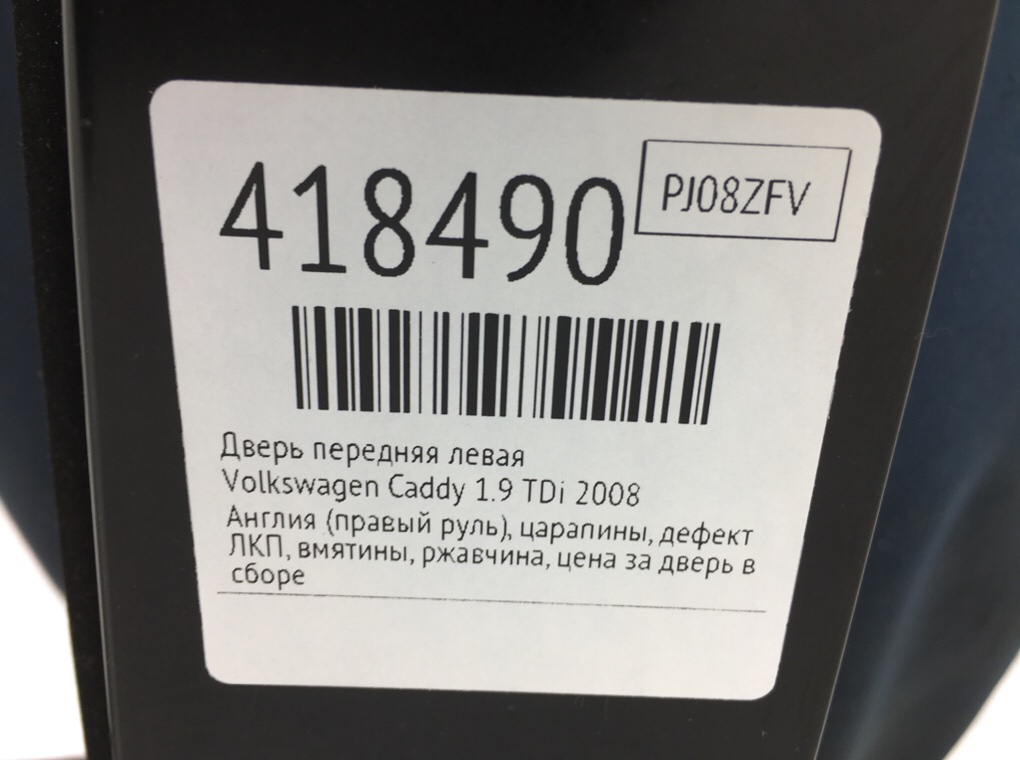 418490
PJ08ZFV
Дверь передняя левая
Volkswagen Caddy 1.9 TDi 2008
Англия (правый руль), царапины, дефект
ЛКП, вмятины, ржавчина, цена за дверь в
сборе